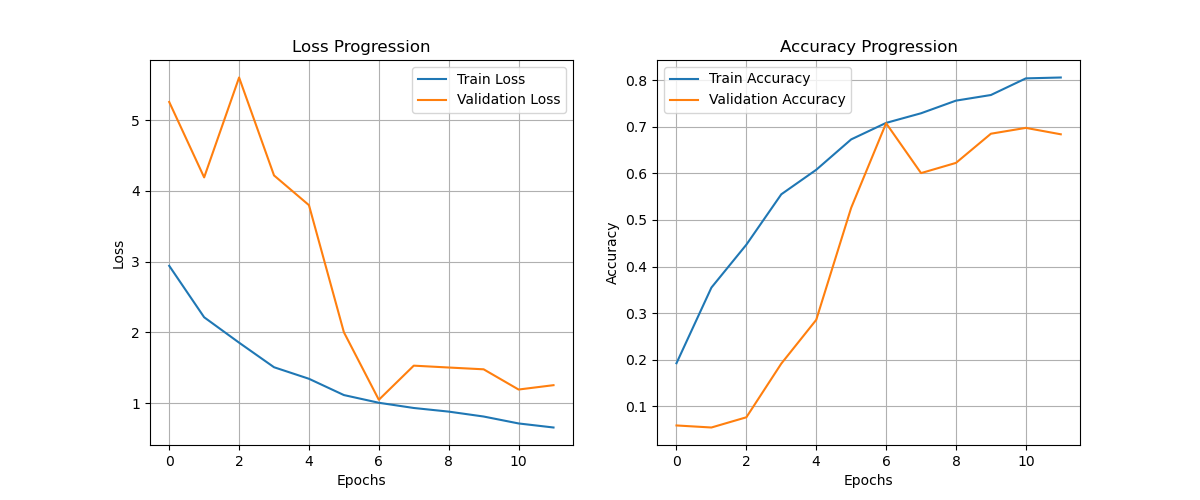 Loss Progression
Train Loss
Validation Loss
5
4
3
2
1
Loss
0 2 4 6 8 10
Epochs
Accuracy Progression
Train Accuracy
Validation Accuracy
0.8
0.7
0.6
0.5
0.4
0.3
0.2
0.1
Accuracy
0 2 4 6 8 10
Epochs